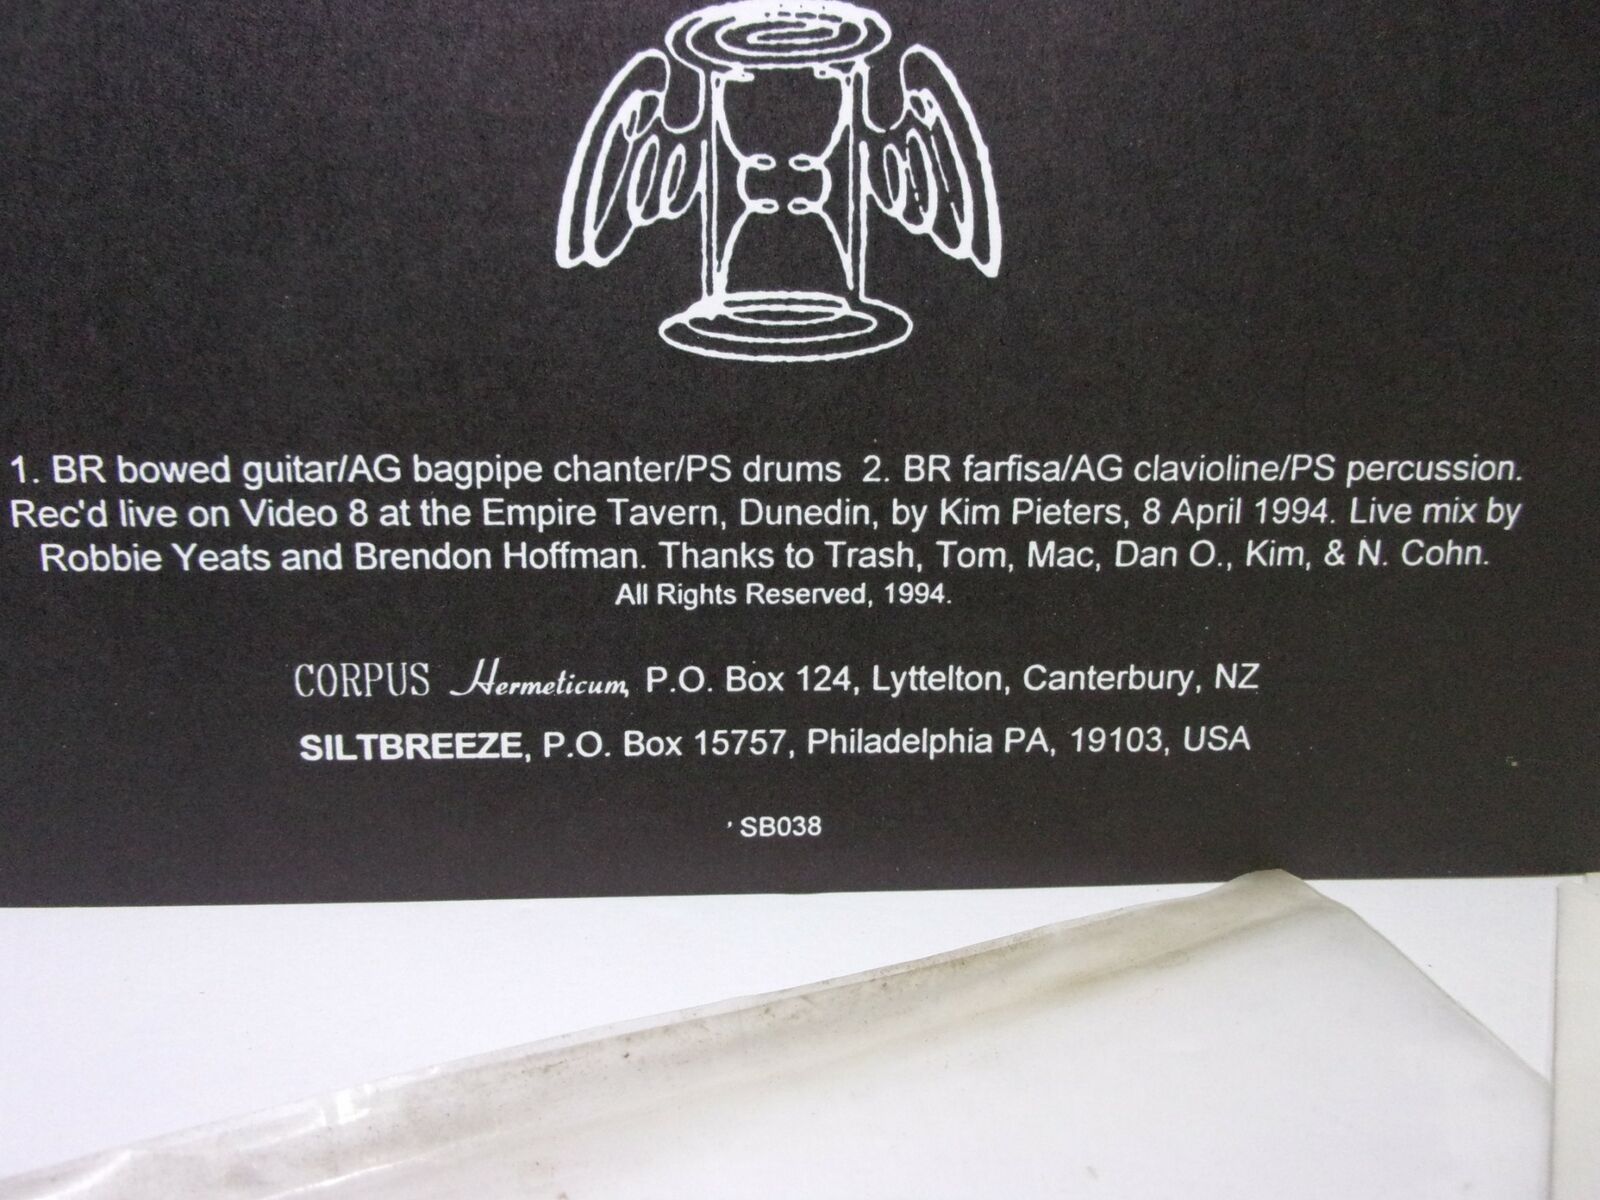 1. BR bowed guitar/AG bagpipe chanter/PS drums 2. BR farfisa/AG clavioline/PS percussion.
Rec'd live on Video 8 at the Empire Tavern, Dunedin, by Kim Pieters, 8 April 1994. Live mix by
Robbie Yeats and Brendon Hoffman. Thanks to Trash, Tom, Mac, Dan O., Kim, & N. Cohn.
All Rights Reserved, 1994.
CORPUS Hermeticum, P.O. Box 124, Lyttelton, Canterbury, NZ
SILTBREEZE, P.O. Box 15757, Philadelphia PA, 19103, USA
SB038